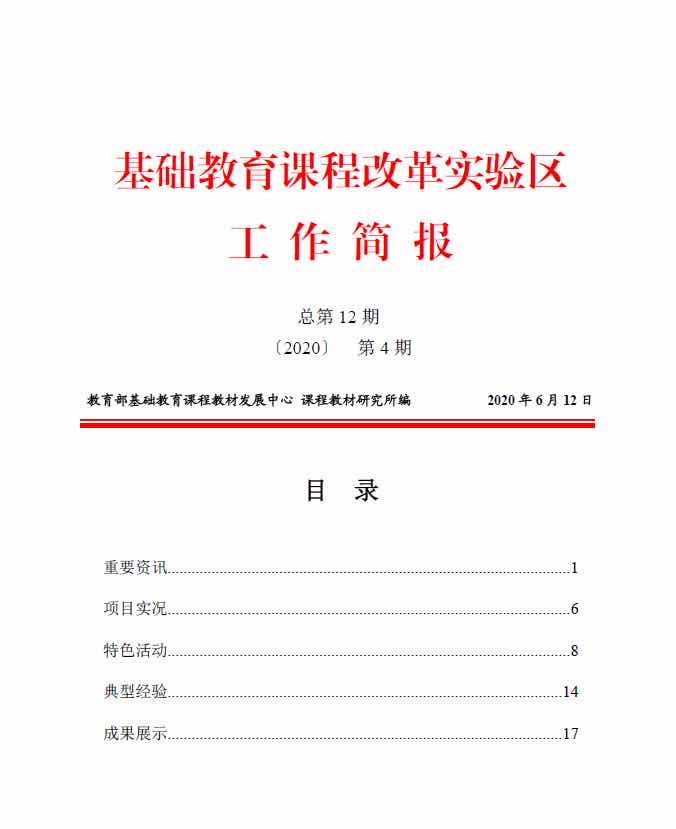 基础教育课程改革实验区
工作简报
总第 12 期
〔2020〕 第 4 期
教育部基础教育课程教材发展中心 课程教材研究所编 2020 年 6 月 12 日
目 录
重要资讯....................1
项目实况....................6
特色活动....................8
典型经验....................14
成果展示....................17